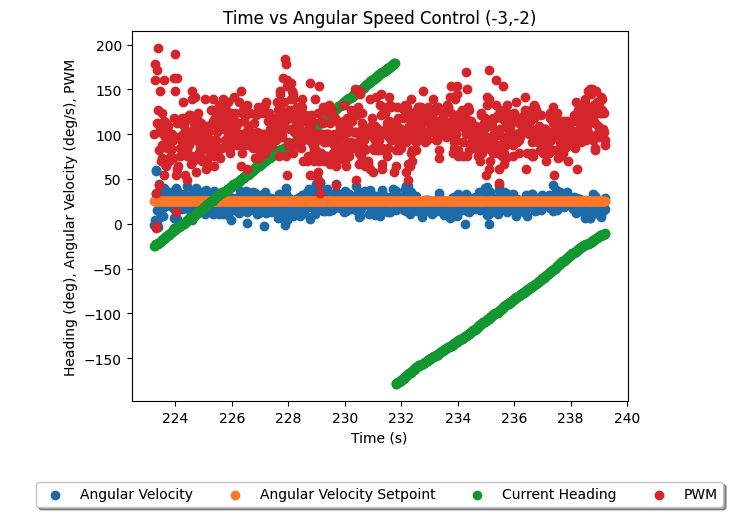 Time vs Angular Speed Control (-3,-2)
Heading (deg), Angular Velocity (deg/s), PWM
200
150
100
50
0
−50
−100
−150
224 226 228 230 232 234 236 238 240
Time (s)
Angular Velocity Angular Velocity Setpoint Current Heading PWM